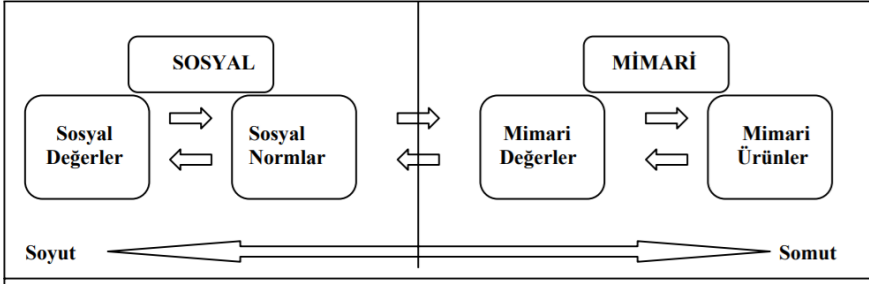 SOSYAL
MİMARİ
Sosyal
Değerler
Sosyal
Normlar
Mimari
Değerler
Mimari
Ürünler
Soyut
Somut